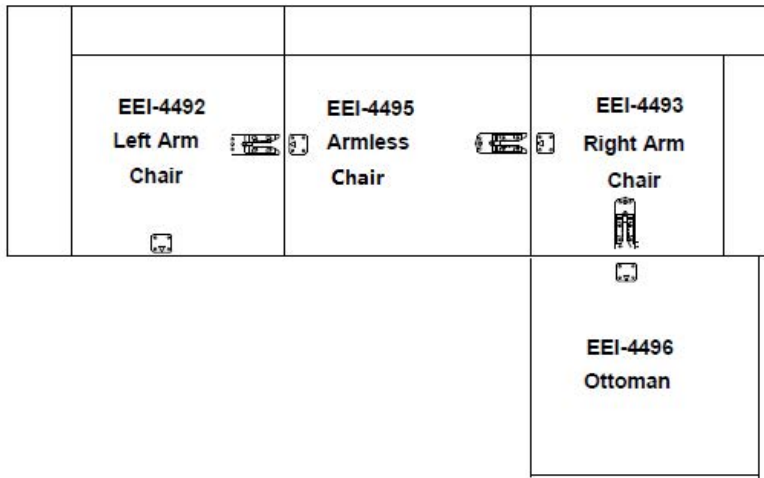 EEI-4492
Left Arm
Chair
EEI-4495
Armless
Chair
EEI-4493
Right Arm
Chair
EEI-4496
Ottoman